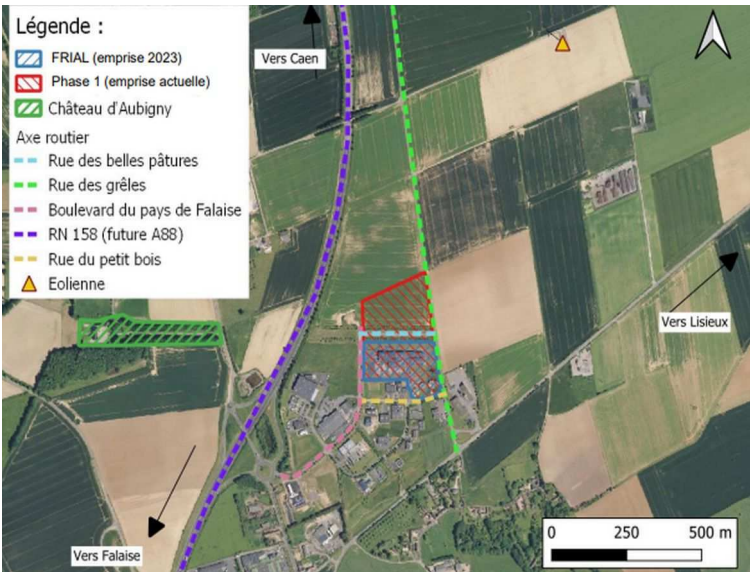 Légende :
FRIAL (emprise 2023)
Phase 1 (emprise actuelle)
Château d'Aubigny
Axe routier
Rue des belles pâtures
Rue des grêles
Boulevard du pays de Falaise
RN 158 (future A88)
Rue du petit bois
Eolienne
Vers Caen
Vers Lisieux
Vers Falaise
0 250 500 m